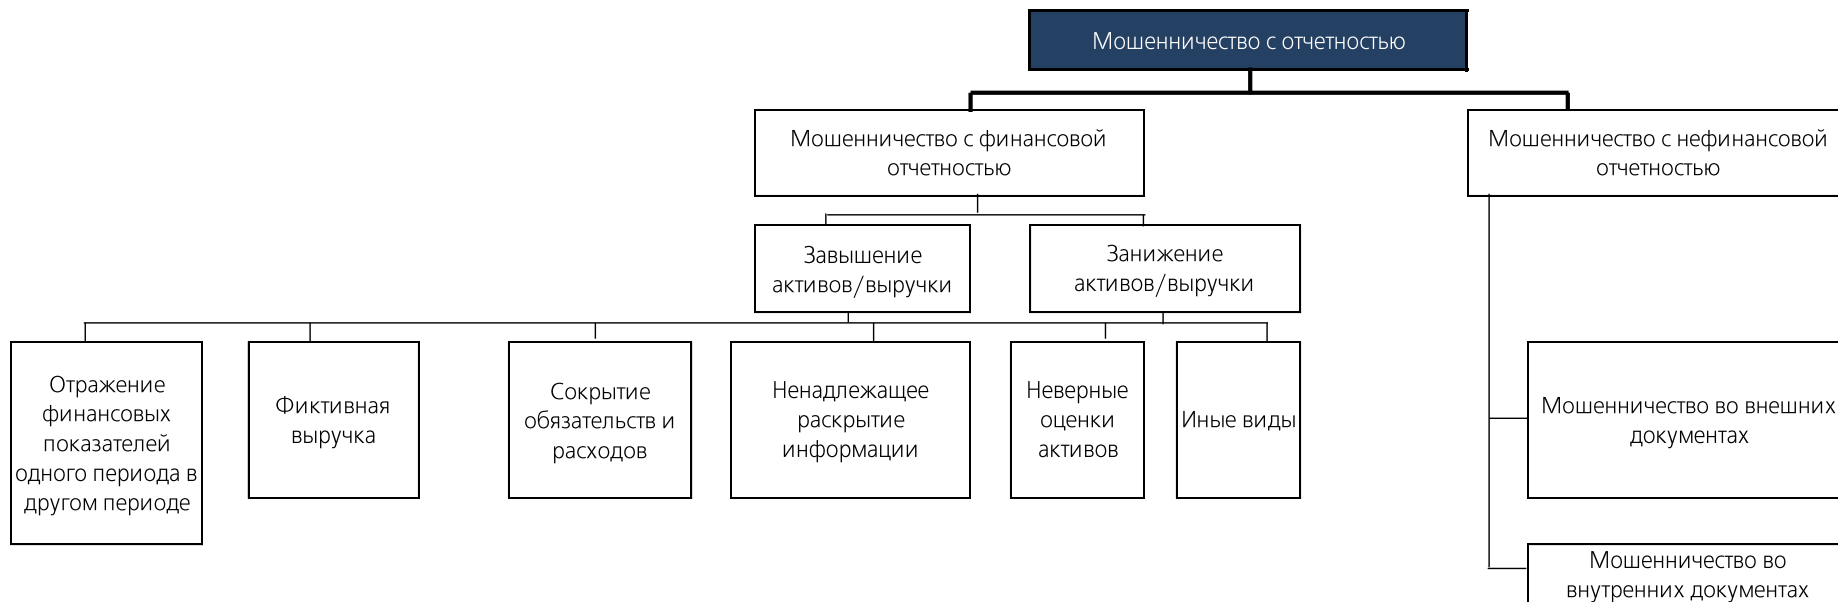 Мошенничество с отчетностью
Мошенничество с финансовой
отчетностью
Мошенничество с нефинансовой
отчетностью
Завышение
активов/выручки
Занижение
активов/выручки
Отражение
финансовых
показателей
одного периода в
другом периоде
Фиктивная
выручка
Сокрытие
обязательств и
расходов
Ненадлежащее
раскрытие
информации
Неверные
оценки
активов
Иные виды
Мошенничество во внешних
документах
Мошенничество во
внутренних документах